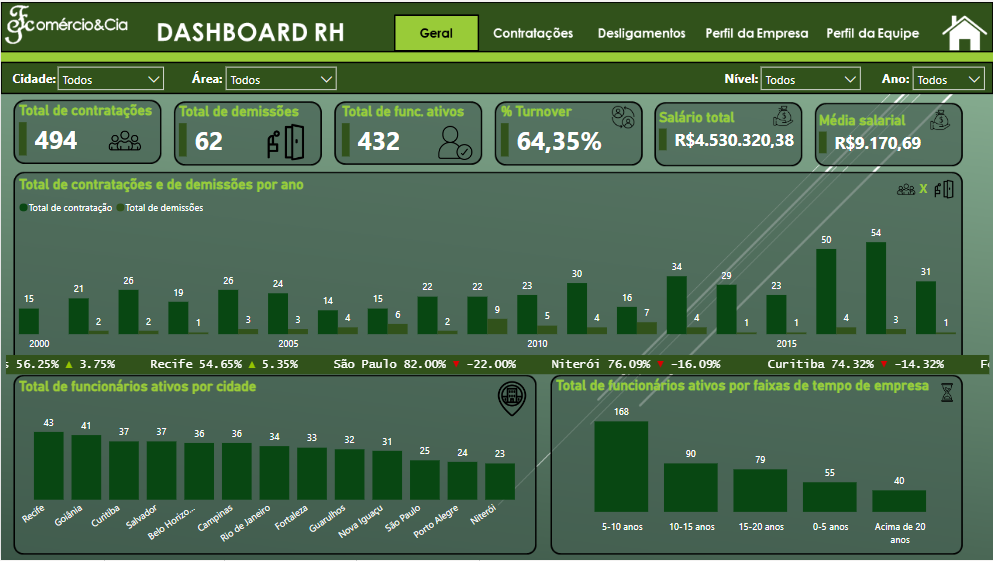 Comércio&Cia
DASHBOARD RH
Geral
Contratações
Desligamentos
Perfil da Empresa
Perfil da Equipe
Cidade: Todos
Área: Todos
Nível: Todos
Ano: Todos
Total de contratações
494
Total de demissões
62
Total de func. ativos
432
% Turnover
64,35%
Salário total
R$4.530.320,38
Média salarial
R$9.170,69
Total de contratações e de demissões por ano
X
Total de contratação Total de demissões
15
21 2
26 2
19 1
26 3
24 3
14 4
15 6
22 2
22 9
23 5
30 4
16 7
34 4
29 1
23 1
50 4
54 3
31 1
2000 2005 2010 2015
56.25% ▲ 3.75% Recife 54.65% ▲ 5.35% São Paulo 82.00% ▼ -22.00% Niterói 76.09% ▼ -16.09% Curitiba 74.32% ▼ -14.32%
Total de funcionários ativos por cidade
43 41 37 37 36 36 34 33 32 31 25 24 23
Recife
Goiânia
Curitiba
Salvador
Belo Horizo...
Campinas
Rio de Janeiro
Fortaleza
Guarulhos
Nova Iguaçu
São Paulo
Porto Alegre
Niterói
Total de funcionários ativos por faixas de tempo de empresa
168 90 79 55 40
5-10 anos 10-15 anos 15-20 anos 0-5 anos Acima de 20
anos